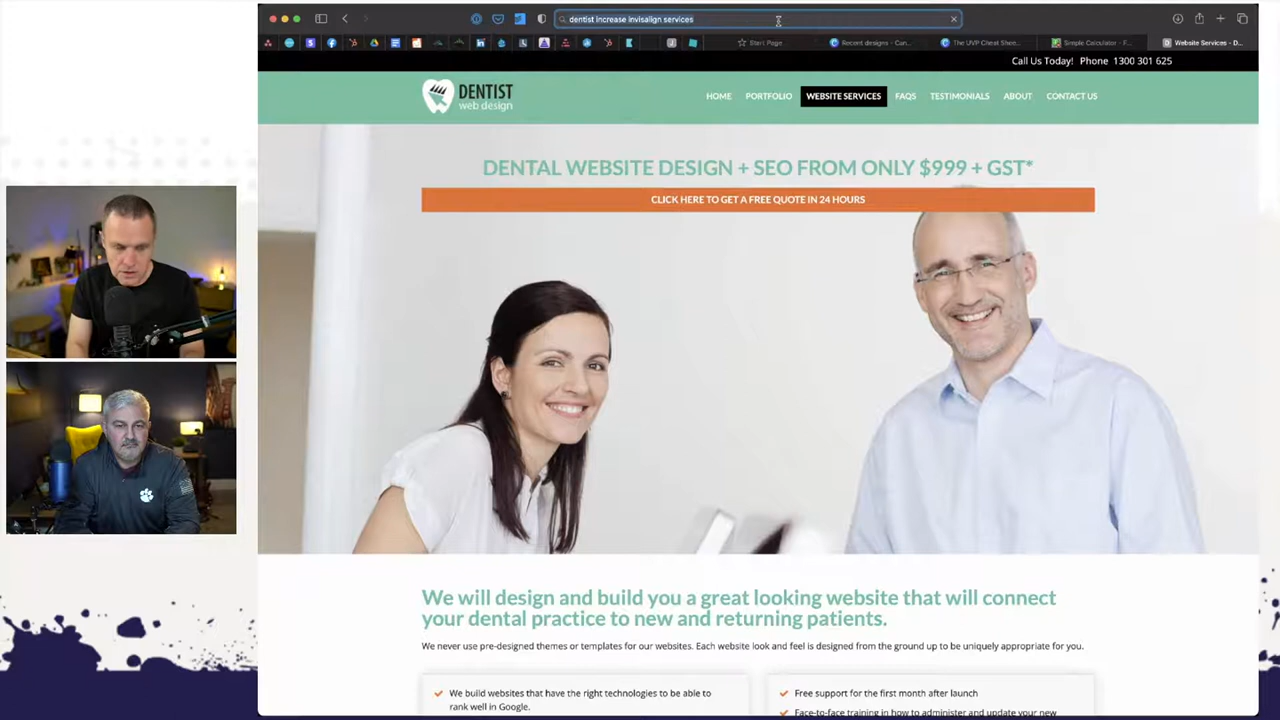 dentist increase invisalign services
Start Page
Recent designs - Can...
The UVP Cheat Shee...
Simple Calculator - F...
Website Services - D...
Call Us Today! Phone 1300 301 625
DENTIST
web design
HOME PORTFOLIO WEBSITE SERVICES FAQS TESTIMONIALS ABOUT CONTACT US
DENTAL WEBSITE DESIGN + SEO FROM ONLY $999 + GST*
CLICK HERE TO GET A FREE QUOTE IN 24 HOURS
We will design and build you a great looking website that will connect
your dental practice to new and returning patients.
We never use pre-designed themes or templates for our websites. Each website look and feel is designed from the ground up to be uniquely appropriate for you.
We build websites that have the right technologies to be able to
rank well in Google.
Free support for the first month after launch
Face-to-face training in how to administer and update your new